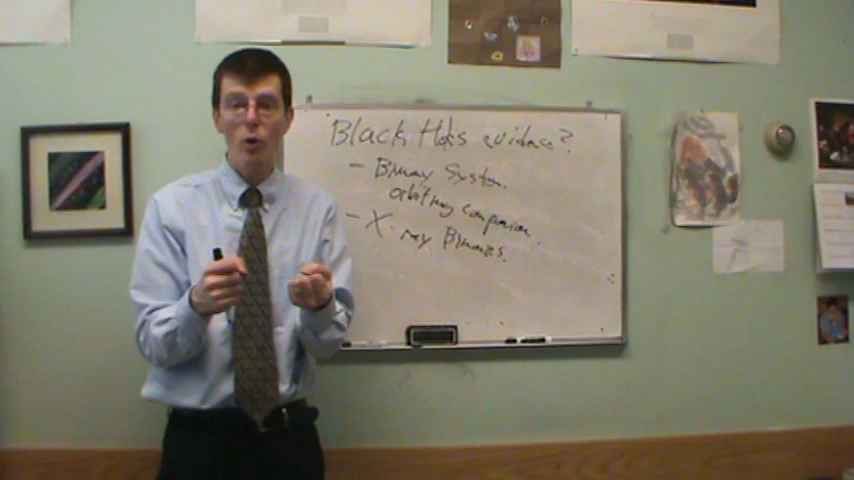 Black Holes evidence?
- Binary System.
orbiting companion.
- X-ray Binaries.